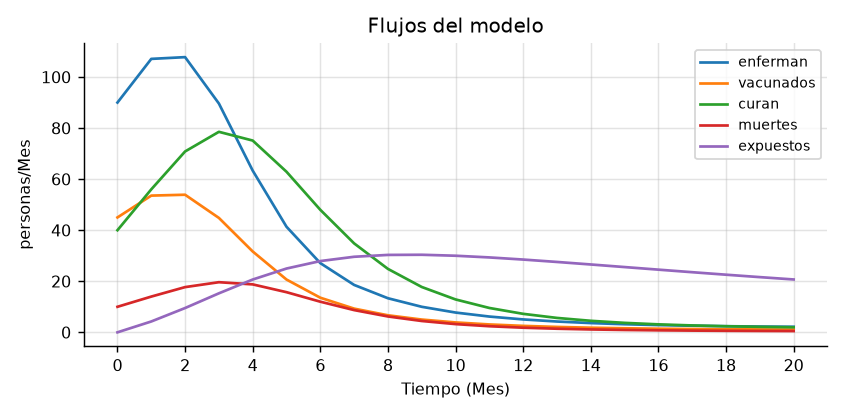 Flujos del modelo
personas/Mes
100
80
60
40
20
0
0 2 4 6 8 10 12 14 16 18 20
Tiempo (Mes)
enferman
vacunados
curan
muertes
expuestos